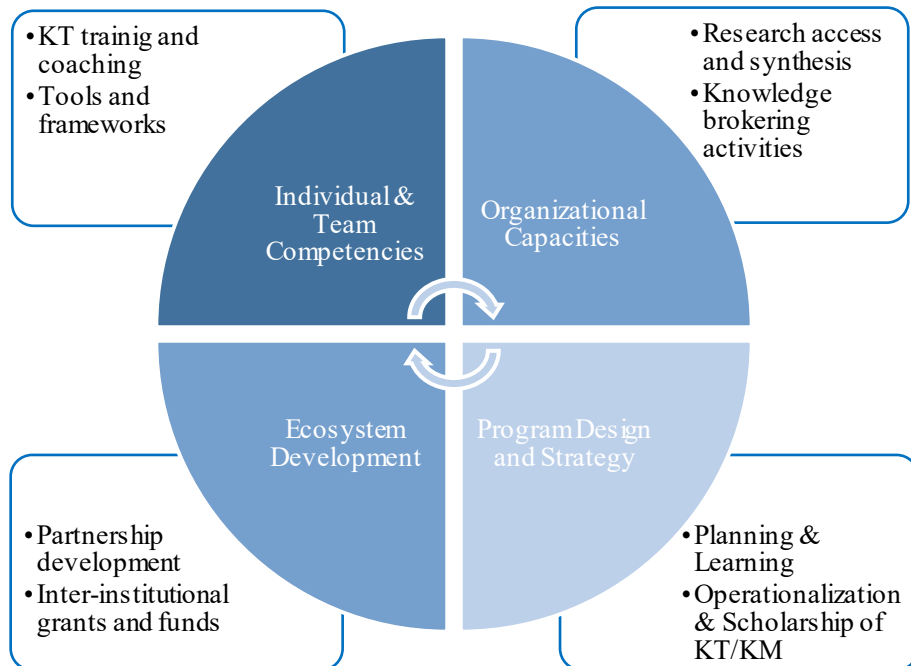 • KT trainig and
coaching
• Tools and
frameworks
• Research access
and synthesis
• Knowledge
brokering
activities
Individual &
Team
Competencies
Organizational
Capacities
Ecosystem
Development
Program Design
and Strategy
• Partnership
development
• Inter-institutional
grants and funds
• Planning &
Learning
• Operationalization
& Scholarship of
KT/KM